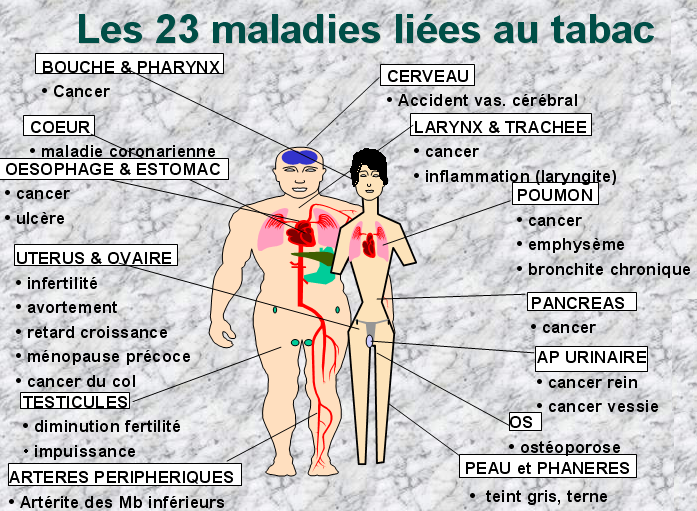 Les 23 maladies liées au tabac
BOUCHE & PHARYNX
• Cancer
COEUR
• maladie coronarienne
OESOPHAGE & ESTOMAC
• cancer
• ulcère
UTERUS & OVAIRE
• infertilité
• avortement
• retard croissance
• ménopause précoce
• cancer du col
TESTICULES
• diminution fertilité
• impuissance
ARTERES PERIPHERIQUES
• Artérite des Mb inférieurs
CERVEAU
• Accident vas. cérébral
LARYNX & TRACHEE
• cancer
• inflammation (laryngite)
POUMON
• cancer
• emphysème
• bronchite chronique
PANCREAS
• cancer
AP URINAIRE
• cancer rein
• cancer vessie
OS
• ostéoporose
PEAU et PHANERES
• teint gris, terne